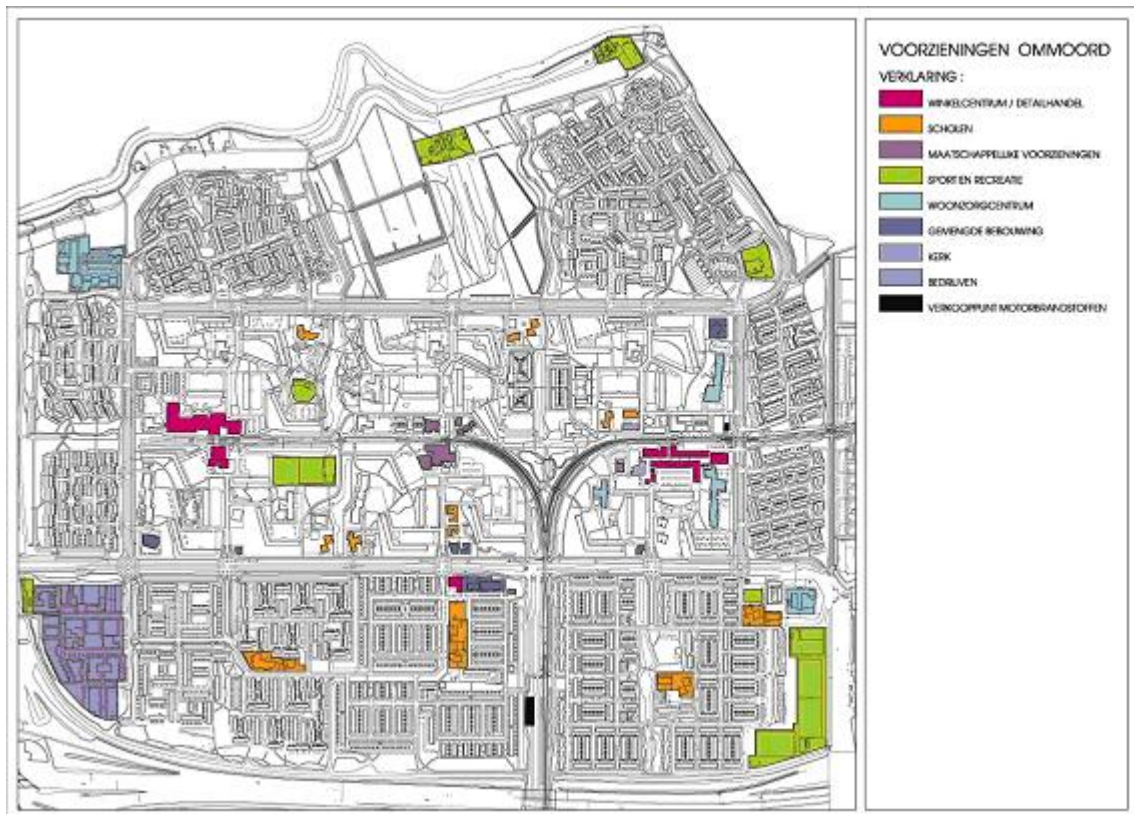 VOORZIENINGEN OMMOORD
VERKLARING :
WINKELCENTRUM / DETAILHANDEL
SCHOLEN
MAATSCHAPPELIJKE VOORZIENINGEN
SPORT EN RECREATIE
WOONZORGCENTRUM
GEMENGDE BEBOUWING
KERK
BEDRIJVEN
VERKOOPPUNT MOTORBRANDSTOFFEN